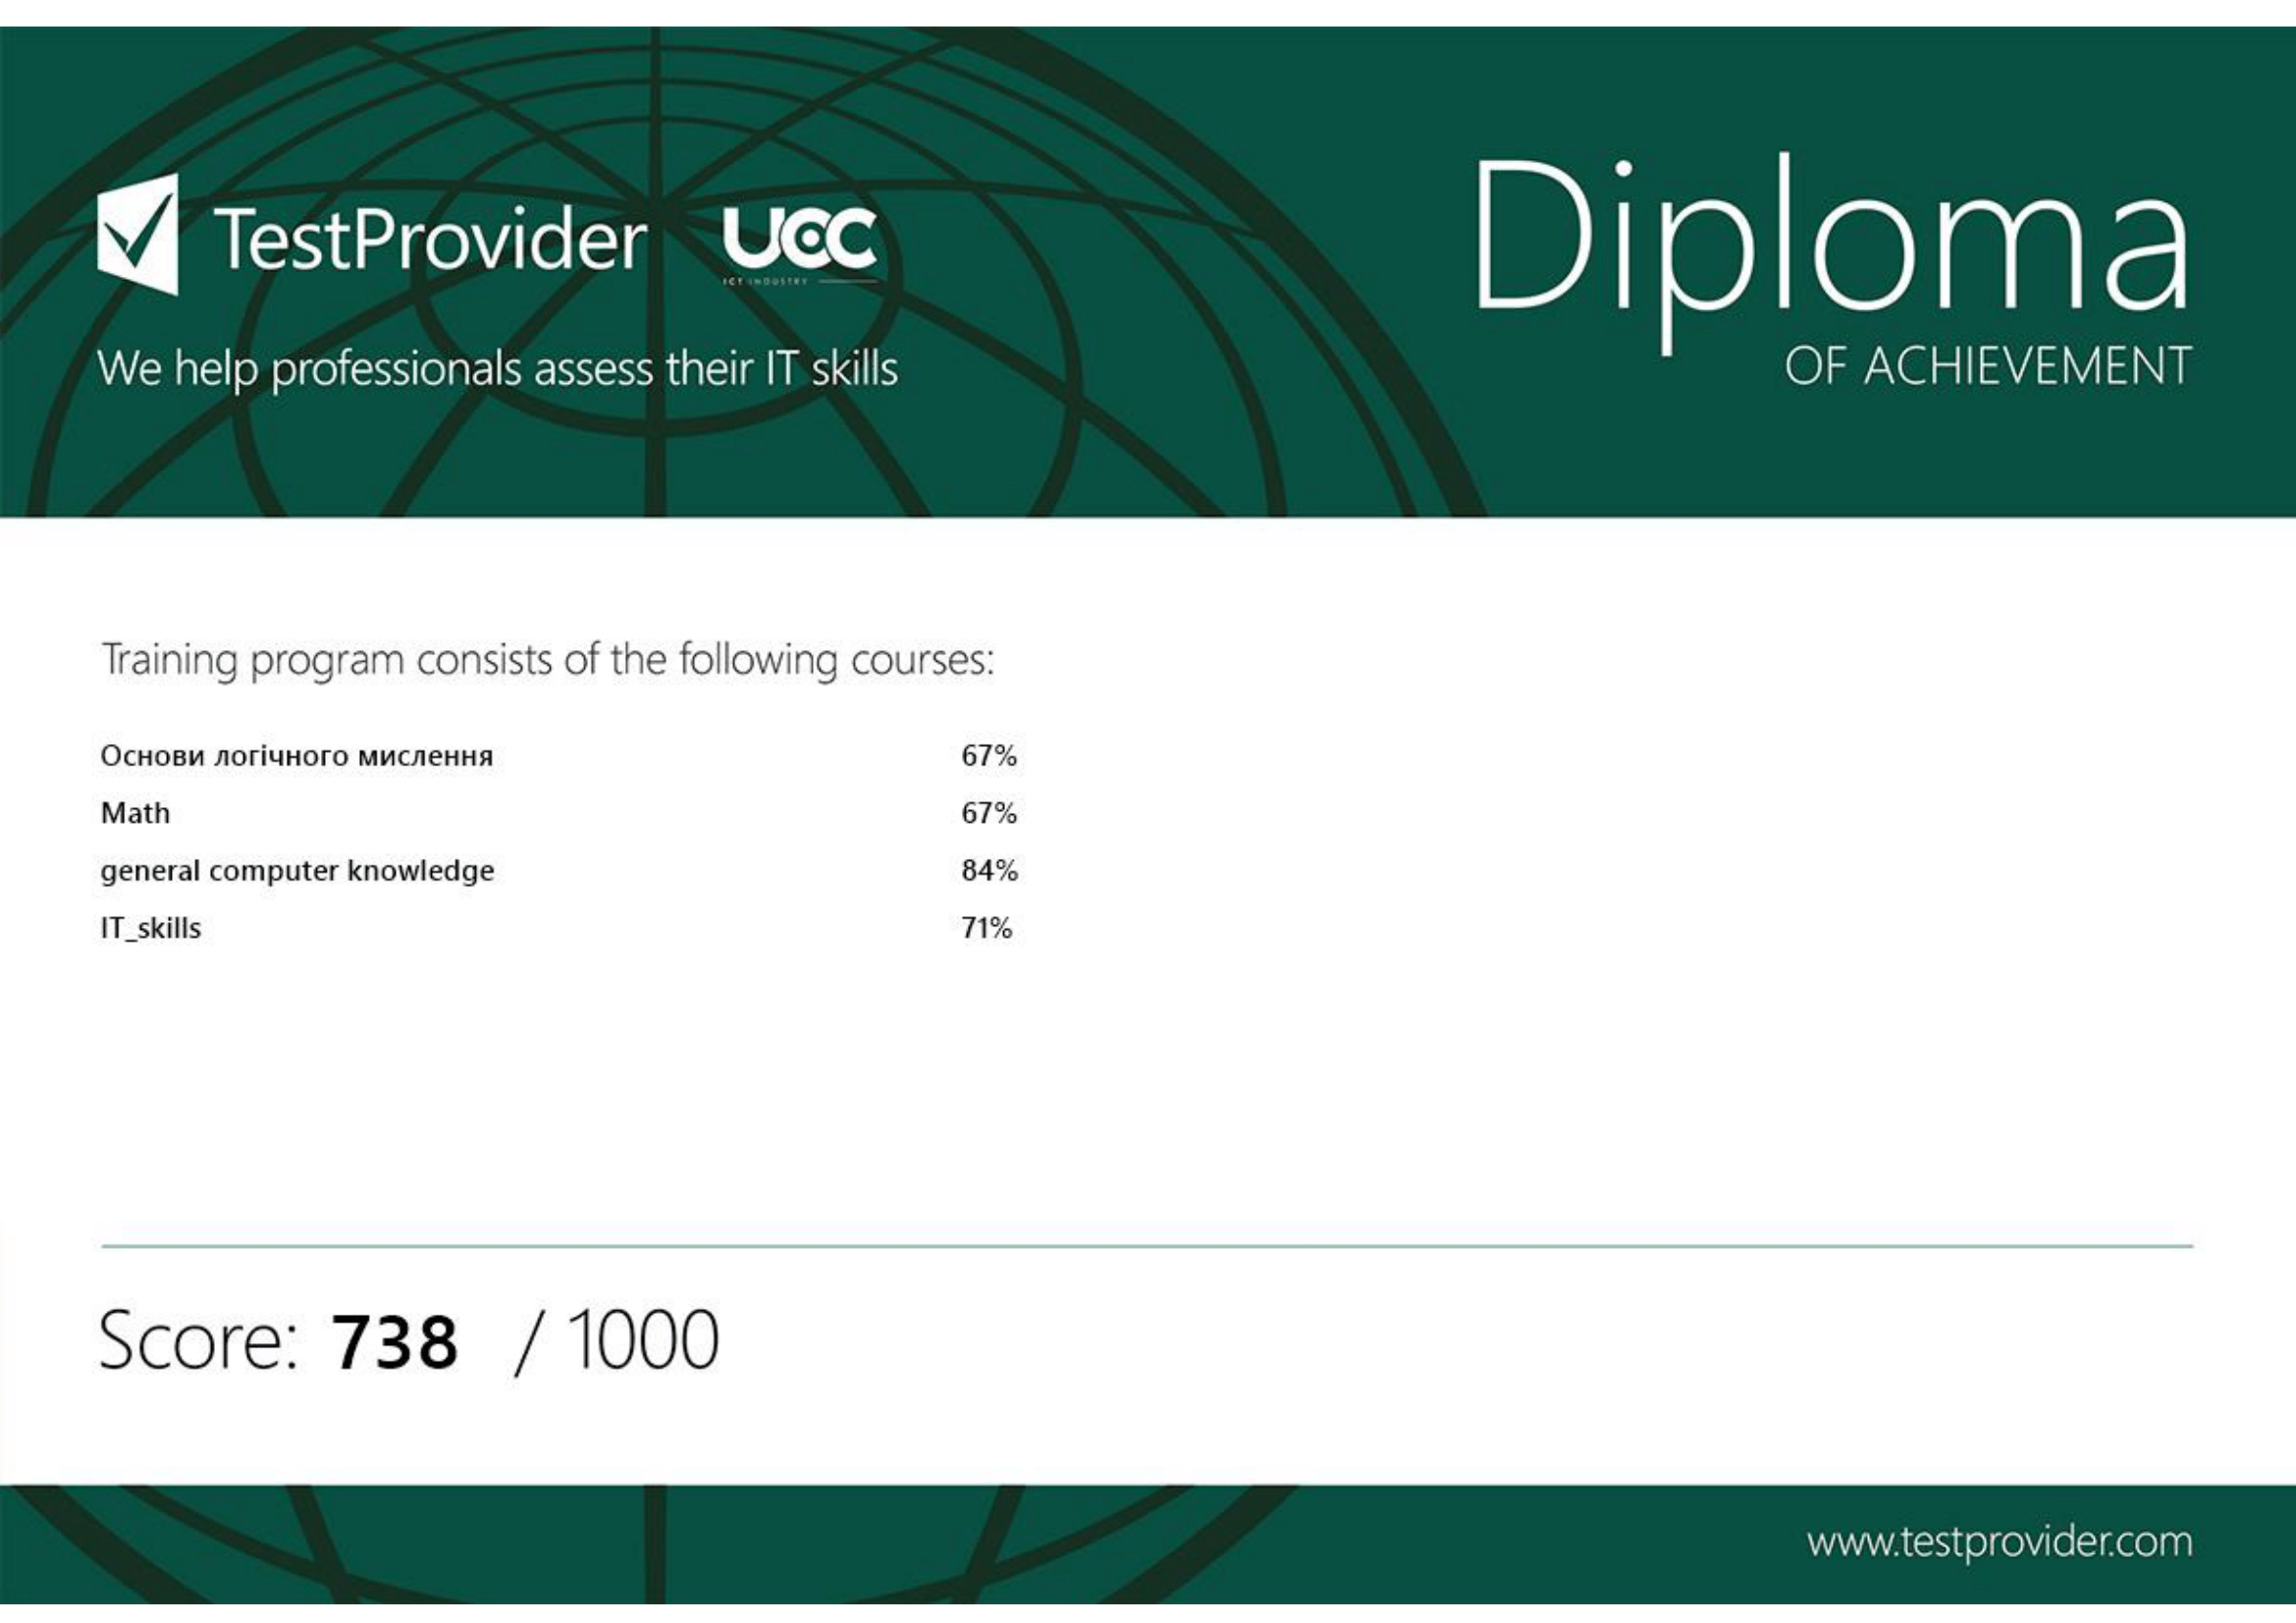 TestProvider
UCC
ICT INDUSTRY
We help professionals assess their IT skills
Diploma
OF ACHIEVEMENT
Training program consists of the following courses:
Основи логічного мислення 67%
Math 67%
general computer knowledge 84%
IT_skills 71%
Score: 738 / 1000
www.testprovider.com